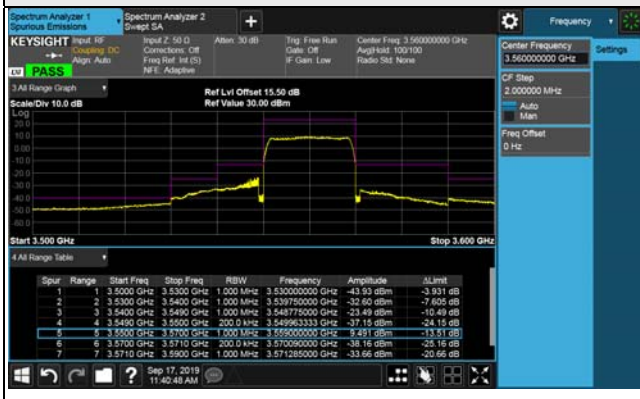 Spectrum Analyzer 1
Spurious Emissions
Spectrum Analyzer 2
Swept SA
+
Frequency
KEYSIGHT
Input: RF
Coupling: DC
Align: Auto
Input Z: 50 Ω
Corrections: Off
Freq Ref: Int (S)
NFE: Adaptive
Atten: 30 dB
Trig: Free Run
Gate: Off
IF Gain: Low
Center Freq: 3.560000000 GHz
Avg|Hold: 100/100
Radio Std: None
LVI PASS
Center Frequency
3.560000000 GHz
Settings
CF Step
2.000000 MHz
Auto
Man
Freq Offset
0 Hz
3 All Range Graph
Scale/Div 10.0 dB
Ref Lvl Offset 15.50 dB
Ref Value 30.00 dBm
Log
20.0
10.0
0.00
-10.0
-20.0
-30.0
-40.0
-50.0
-60.0
Start 3.500 GHz
Stop 3.600 GHz
4 All Range Table
Spur Range Start Freq Stop Freq RBW Frequency Amplitude ΔLimit
1 1 3.5000 GHz 3.5300 GHz 1.000 MHz 3.530000000 GHz -43.93 dBm -3.931 dB
2 2 3.5300 GHz 3.5400 GHz 1.000 MHz 3.539750000 GHz -32.60 dBm -7.605 dB
3 3 3.5400 GHz 3.5490 GHz 1.000 MHz 3.548775000 GHz -23.49 dBm -10.49 dB
4 4 3.5490 GHz 3.5500 GHz 200.0 kHz 3.549963333 GHz -37.15 dBm -24.15 dB
5 5 3.5500 GHz 3.5700 GHz 1.000 MHz 3.559000000 GHz 9.491 dBm -13.51 dB
6 6 3.5700 GHz 3.5710 GHz 200.0 kHz 3.570090000 GHz -38.16 dBm -25.16 dB
7 7 3.5710 GHz 3.5900 GHz 1.000 MHz 3.571285000 GHz -33.66 dBm -20.66 dB
?
Sep 17, 2019
11:40:48 AM